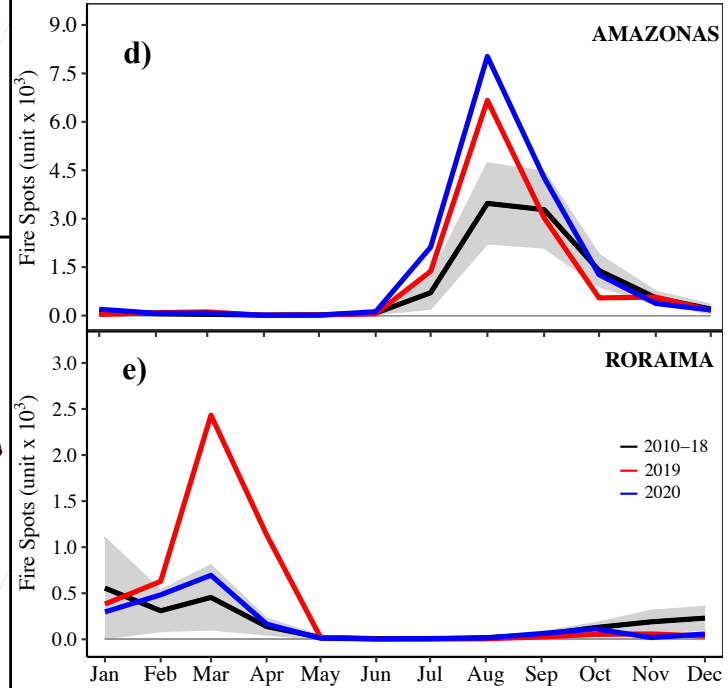 d)
AMAZONAS
Fire Spots (unit x 10³)
9.0
7.5
6.0
4.5
3.0
1.5
0.0
e)
RORAIMA
Fire Spots (unit x 10³)
3.0
2.5
2.0
1.5
1.0
0.5
0.0
2010–18
2019
2020
Jan Feb Mar Apr May Jun Jul Aug Sep Oct Nov Dec